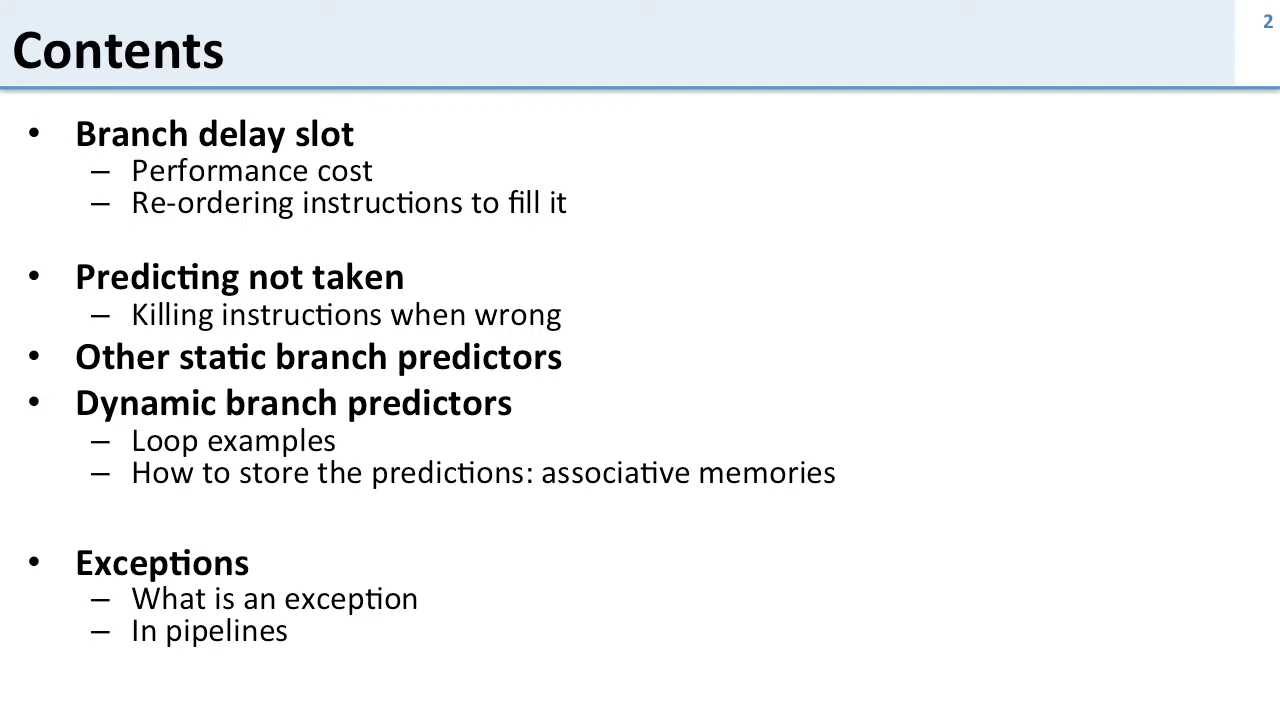 Contents
2
• Branch delay slot
– Performance cost
– Re-ordering instructions to fill it
• Predicting not taken
– Killing instructions when wrong
• Other static branch predictors
• Dynamic branch predictors
– Loop examples
– How to store the predictions: associative memories
• Exceptions
– What is an exception
– In pipelines